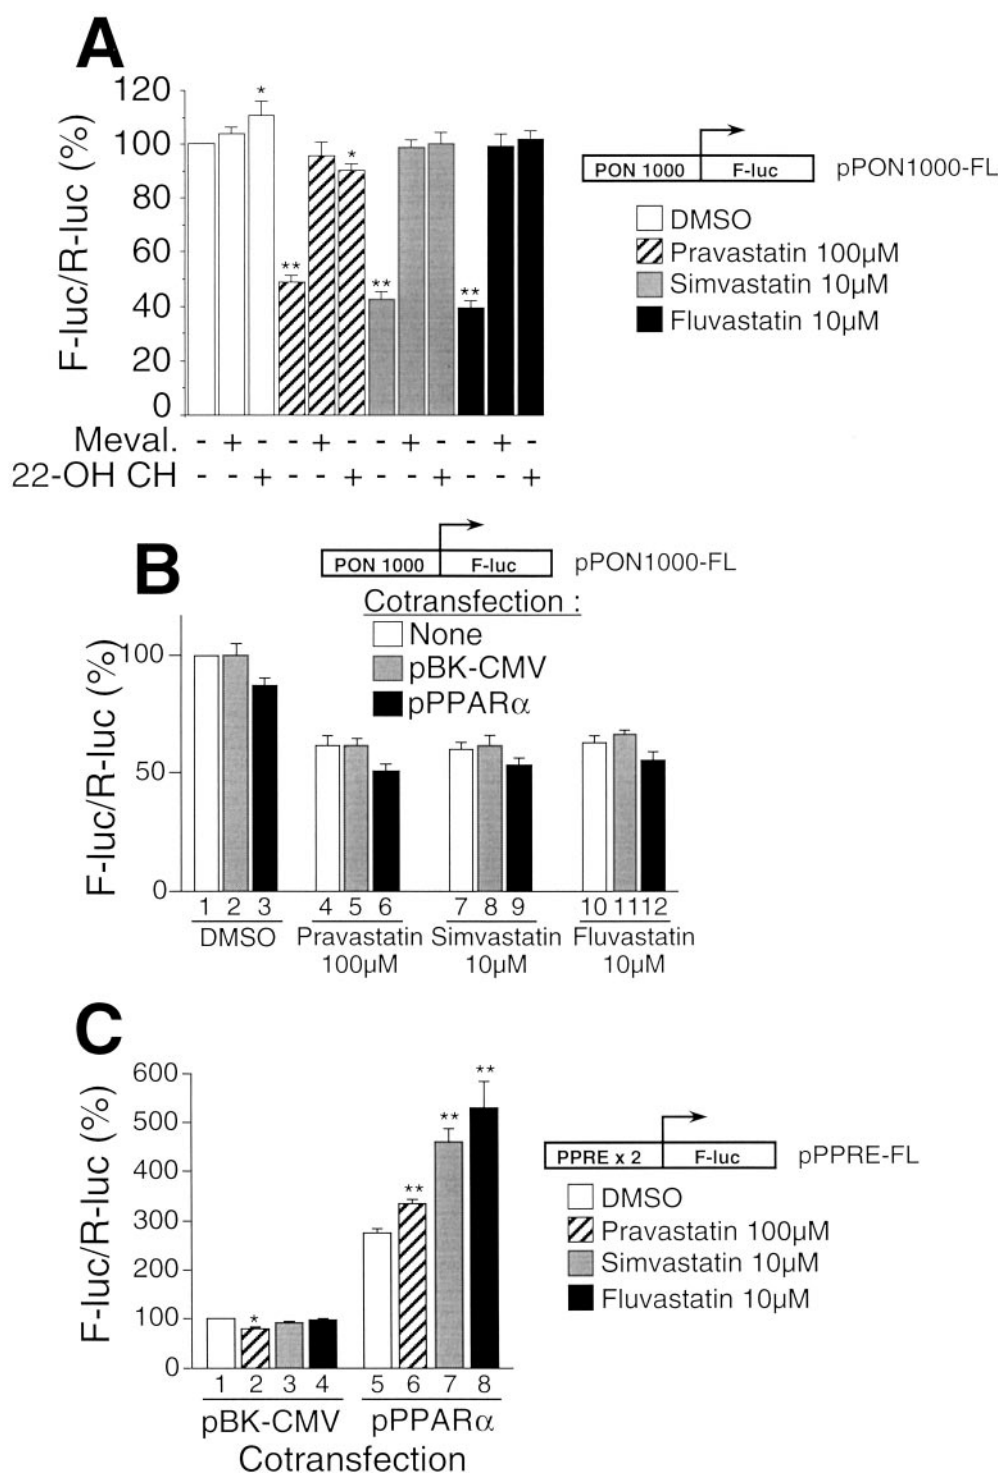 A
F-luc/R-luc (%)
120
100
80
60
40
20
0
*
**
*
**
**
Meval. - + - - + - - + - - + -
22-OH CH - - + - - + - - + - - +
PON 1000 F-luc pPON1000-FL
DMSO
Pravastatin 100µM
Simvastatin 10µM
Fluvastatin 10µM
B
PON 1000 F-luc pPON1000-FL
Cotransfection :
None
pBK-CMV
pPPARα
F-luc/R-luc (%)
100
50
0
1 2 3 4 5 6 7 8 9 10 11 12
DMSO Pravastatin 100µM Simvastatin 10µM Fluvastatin 10µM
C
F-luc/R-luc (%)
600
500
400
300
200
100
0
*
**
**
**
PPRE x 2 F-luc pPPRE-FL
DMSO
Pravastatin 100µM
Simvastatin 10µM
Fluvastatin 10µM
1 2 3 4 5 6 7 8
pBK-CMV pPPARα
Cotransfection